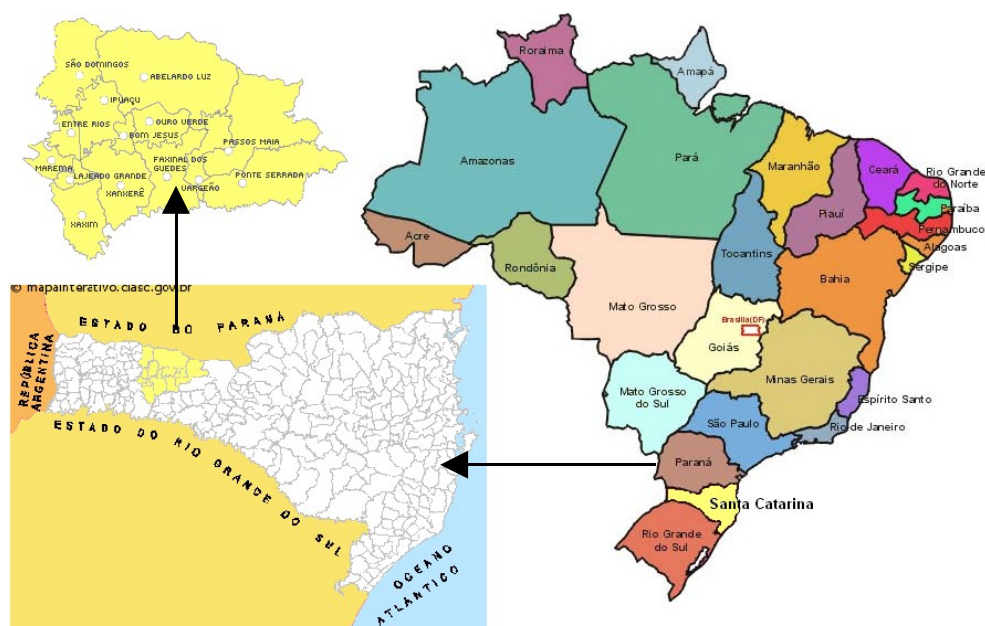 SÃO DOMINGOS
ABELARDO LUZ
IPUAÇU
ENTRE RIOS
OURO VERDE
BOM JESUS
PASSOS MAIA
MAREMA
LAJEADO GRANDE
FAXINAL DOS
GUEDES
XANXERÊ
VARGEÃO
PONTE SERRADA
XAXIM
© mapainterativo.ciasc.gov.br
ESTADO DO PARANÁ
REPÚBLICA
ARGENTINA
ESTADO DO RIO GRANDE DO SUL
OCEANO
ATLÂNTICO
Roraima
Amapá
Amazonas
Pará
Maranhão
Ceará
Rio Grande
do Norte
Paraíba
Pernambuco
Alagoas
Sergipe
Piauí
Acre
Rondônia
Tocantins
Bahia
Mato Grosso
Brasília(DF)
Goiás
Minas Gerais
Mato Grosso
do Sul
Espírito Santo
São Paulo
Rio de Janeiro
Paraná
Santa Catarina
Rio Grande
do Sul